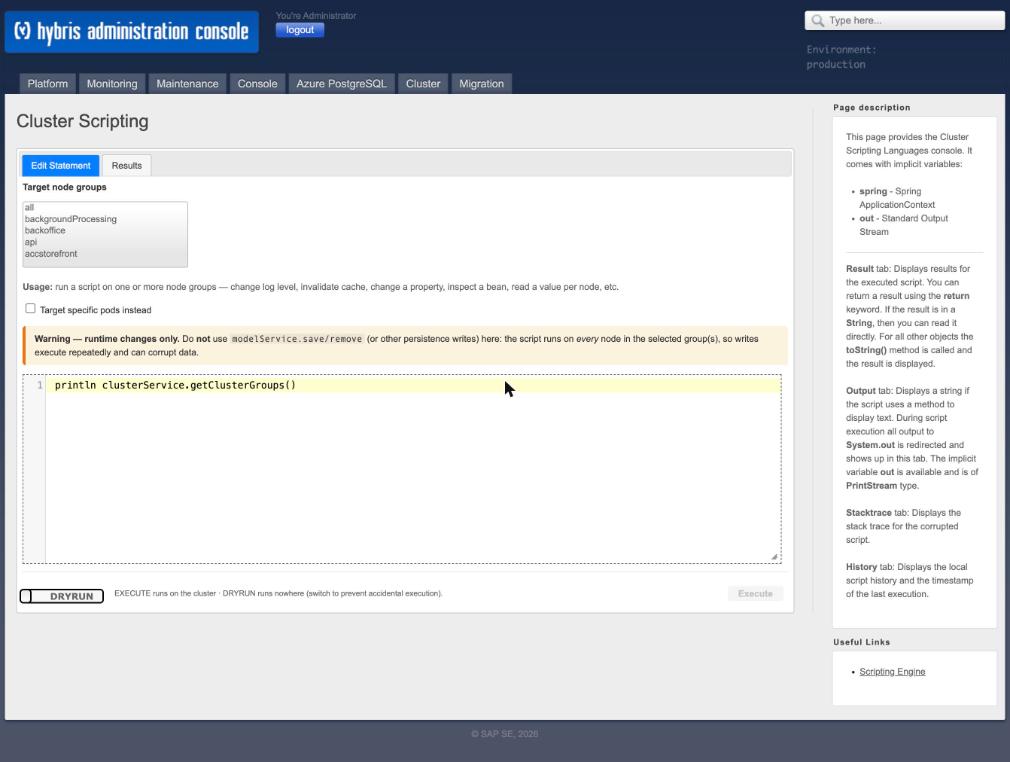 hybris administration console
You're Administrator
logout
Type here...
Environment:
production
Platform
Monitoring
Maintenance
Console
Azure PostgreSQL
Cluster
Migration
Cluster Scripting
Edit Statement
Results
Target node groups
all
backgroundProcessing
backoffice
api
accstorefront
Usage: run a script on one or more node groups — change log level, invalidate cache, change a property, inspect a bean, read a value per node, etc.
Target specific pods instead
Warning — runtime changes only. Do not use modelService.save/remove (or other persistence writes) here: the script runs on every node in the selected group(s), so writes
execute repeatedly and can corrupt data.
1 println clusterService.getClusterGroups()
DRYRUN
EXECUTE runs on the cluster · DRYRUN runs nowhere (switch to prevent accidental execution).
Execute
Page description
This page provides the Cluster
Scripting Languages console. It
comes with implicit variables:
• spring - Spring
ApplicationContext
• out - Standard Output
Stream
Result tab: Displays results for
the executed script. You can
return a result using the return
keyword. If the result is in a
String, then you can read it
directly. For all other objects the
toString() method is called and
the result is displayed.
Output tab: Displays a string if
the script uses a method to
display text. During script
execution all output to
System.out is redirected and
shows up in this tab. The implicit
variable out is available and is of
PrintStream type.
Stacktrace tab: Displays the
stack trace for the corrupted
script.
History tab: Displays the local
script history and the timestamp
of the last execution.
Useful Links
• Scripting Engine
© SAP SE, 2026